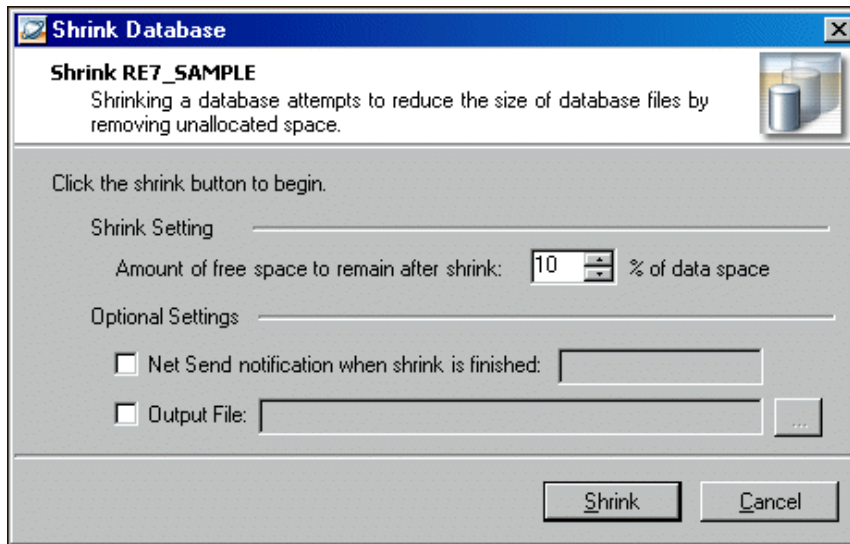 Shrink Database
Shrink RE7_SAMPLE
Shrinking a database attempts to reduce the size of database files by
removing unallocated space.
Click the shrink button to begin.
Shrink Setting
Amount of free space to remain after shrink: 10 % of data space
Optional Settings
Net Send notification when shrink is finished:
Output File: ...
Shrink Cancel